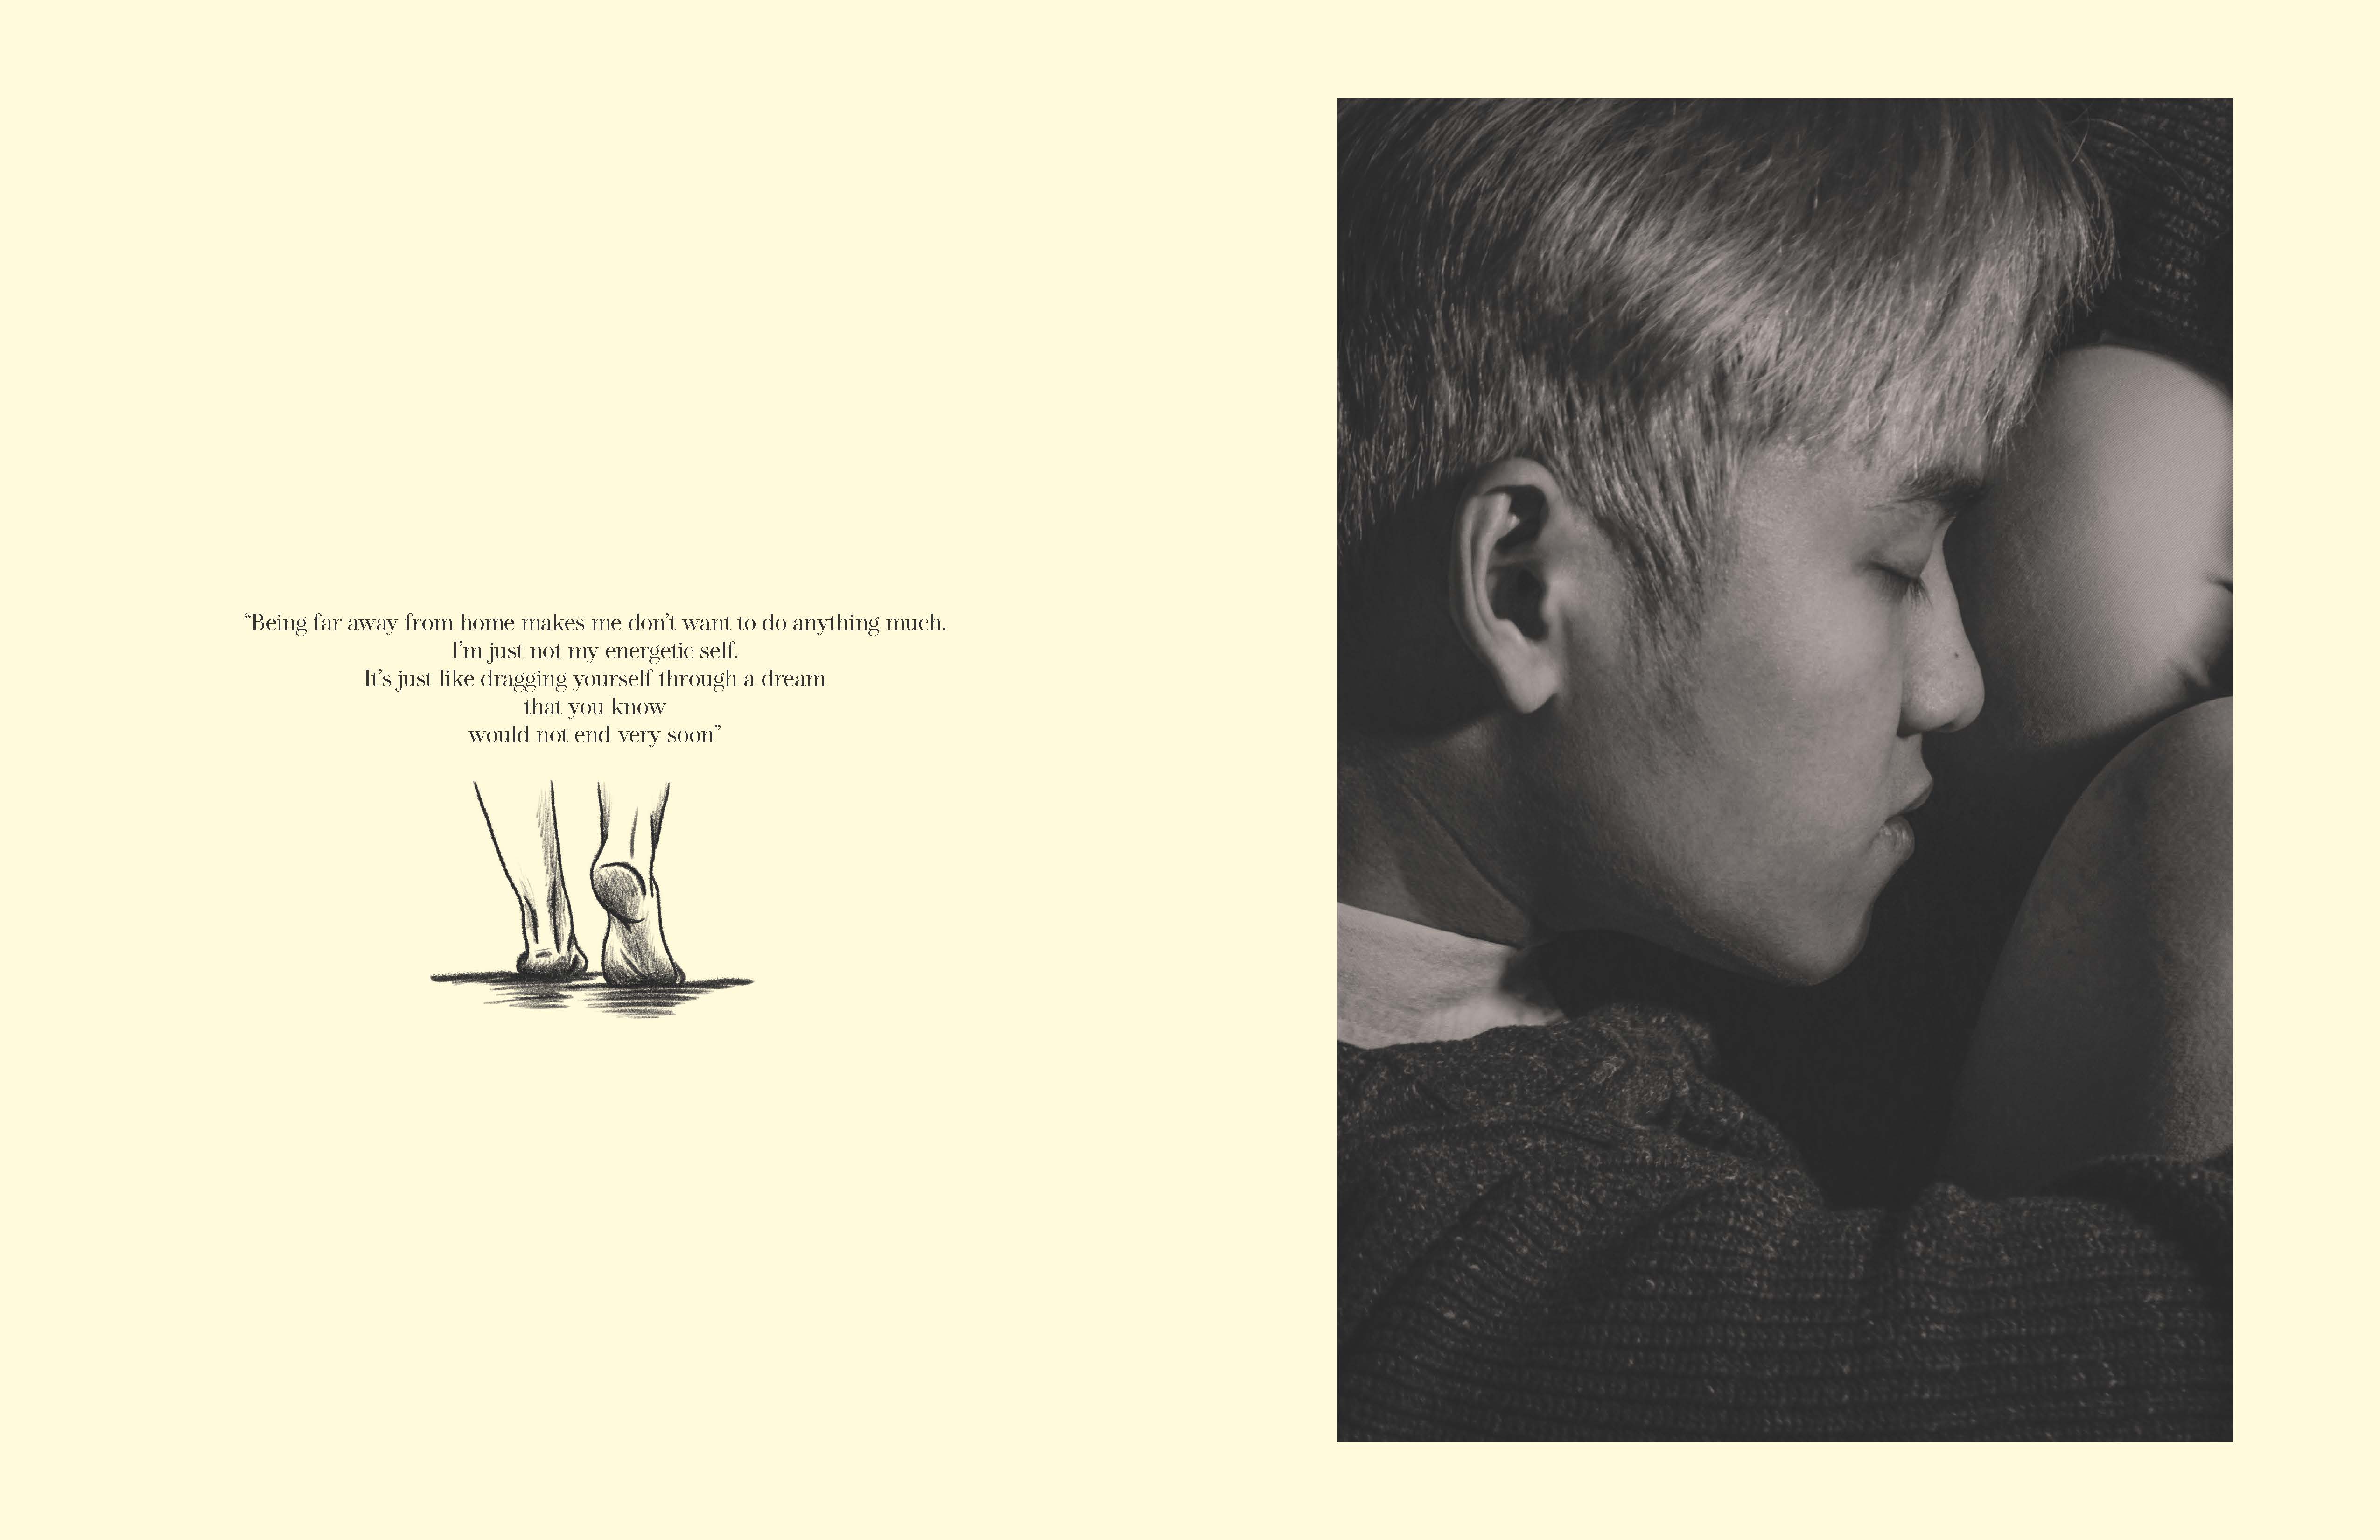 “Being far away from home makes me don’t want to do anything much.
I’m just not my energetic self.
It’s just like dragging yourself through a dream
that you know
would not end very soon”